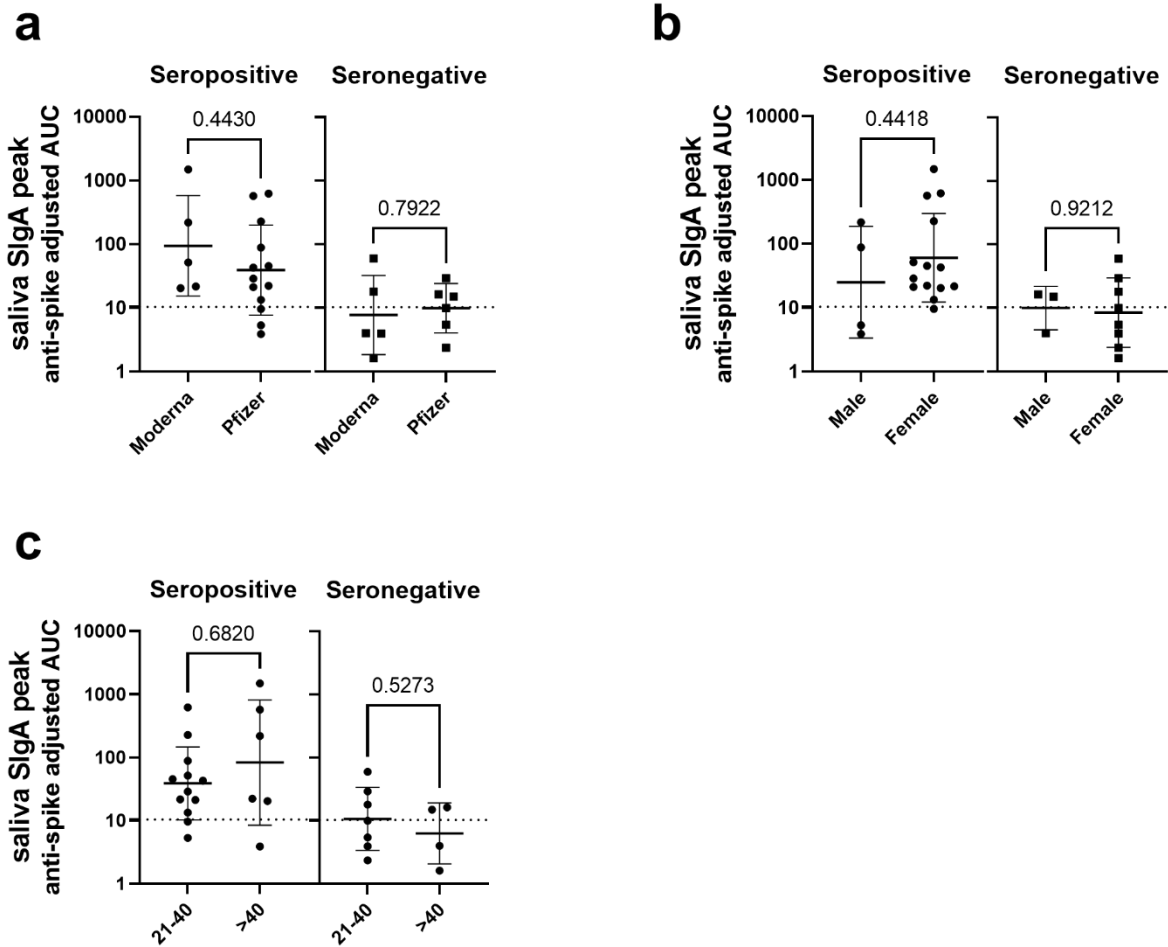 a
Seropositive
Seronegative
saliva SIgA peak
anti-spike adjusted AUC
10000
1000
100
10
1
0.4430
0.7922
Moderna
Pfizer
Moderna
Pfizer
b
Seropositive
Seronegative
saliva SIgA peak
anti-spike adjusted AUC
10000
1000
100
10
1
0.4418
0.9212
Male
Female
Male
Female
c
Seropositive
Seronegative
saliva SIgA peak
anti-spike adjusted AUC
10000
1000
100
10
1
0.6820
0.5273
21-40
>40
21-40
>40